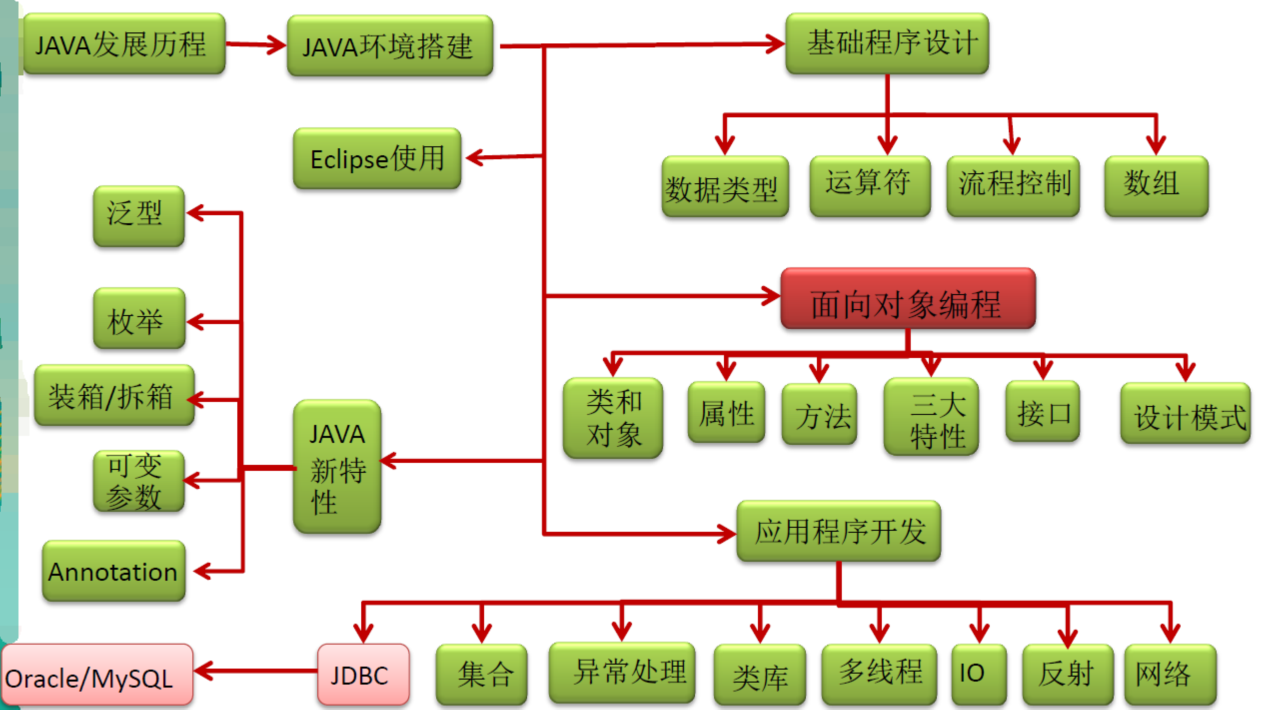 JAVA发展历程
JAVA环境搭建
基础程序设计
Eclipse使用
数据类型
运算符
流程控制
数组
泛型
枚举
装箱/拆箱
可变
参数
Annotation
JAVA
新特
性
面向对象编程
类和
对象
属性
方法
三大
特性
接口
设计模式
应用程序开发
Oracle/MySQL
JDBC
集合
异常处理
类库
多线程
IO
反射
网络